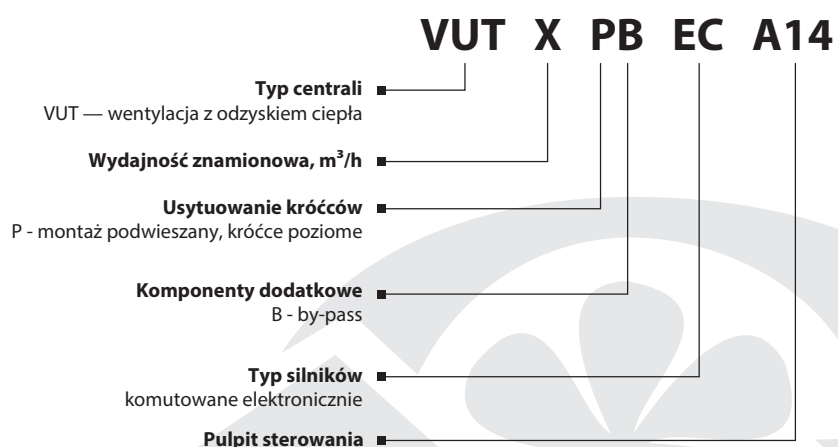 VUT X PB EC A14
Typ centrali
VUT — wentylacja z odzyskiem ciepła
Wydajność znamionowa, m³/h
Usytuowanie króćców
P - montaż podwieszany, króćce poziome
Komponenty dodatkowe
B - by-pass
Typ silników
komutowane elektronicznie
Pulpit sterowania